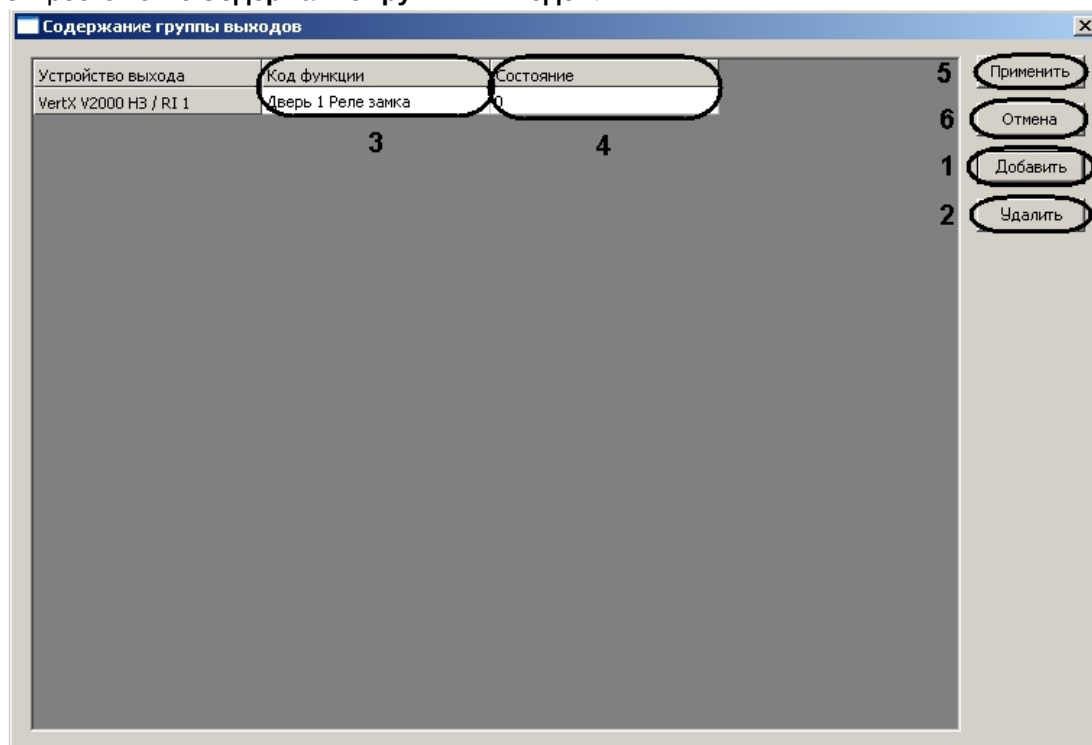 Содержание группы выходов
Устройство выхода Код функции Состояние
VertX V2000 НЗ / RI 1 Дверь 1 Реле замка 0
3 4
5 Применить
6 Отмена
1 Добавить
2 Удалить